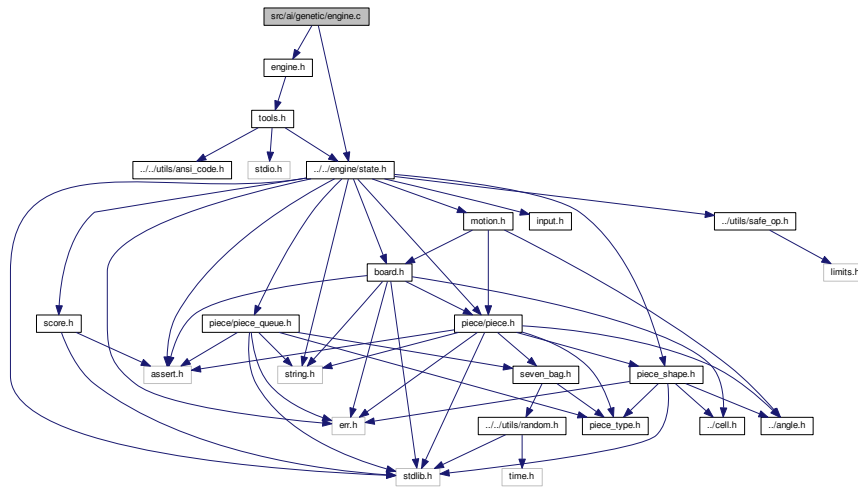 src/ai/genetic/engine.c
engine.h
tools.h
../../utils/ansi_code.h
stdio.h
../../engine/state.h
motion.h
input.h
../utils/safe_op.h
board.h
limits.h
score.h
piece/piece_queue.h
piece/piece.h
assert.h
string.h
seven_bag.h
piece_shape.h
err.h
../../utils/random.h
piece_type.h
../cell.h
../angle.h
stdlib.h
time.h